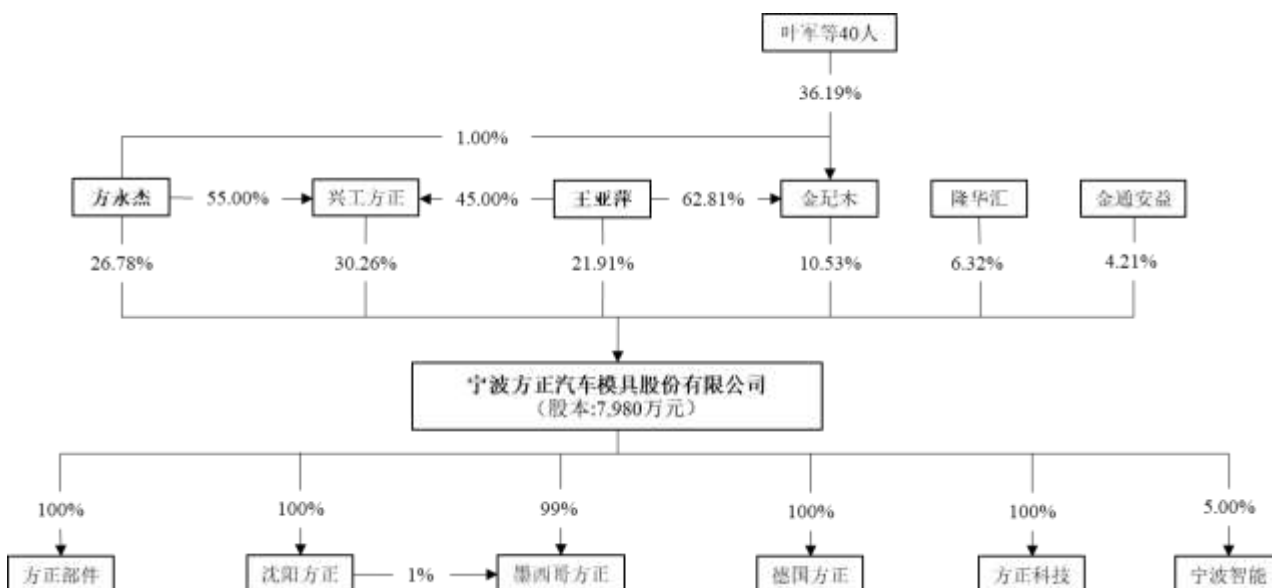 叶军等40人
36.19%
1.00%
方永杰 55.00% 兴工方正 45.00% 王亚萍 62.81% 金玘木 隆华汇 金通安益
26.78% 30.26% 21.91% 10.53% 6.32% 4.21%
宁波方正汽车模具股份有限公司
（股本:7,980万元）
100% 100% 99% 100% 100% 5.00%
方正部件 沈阳方正 1% 墨西哥方正 德国方正 方正科技 宁波智能